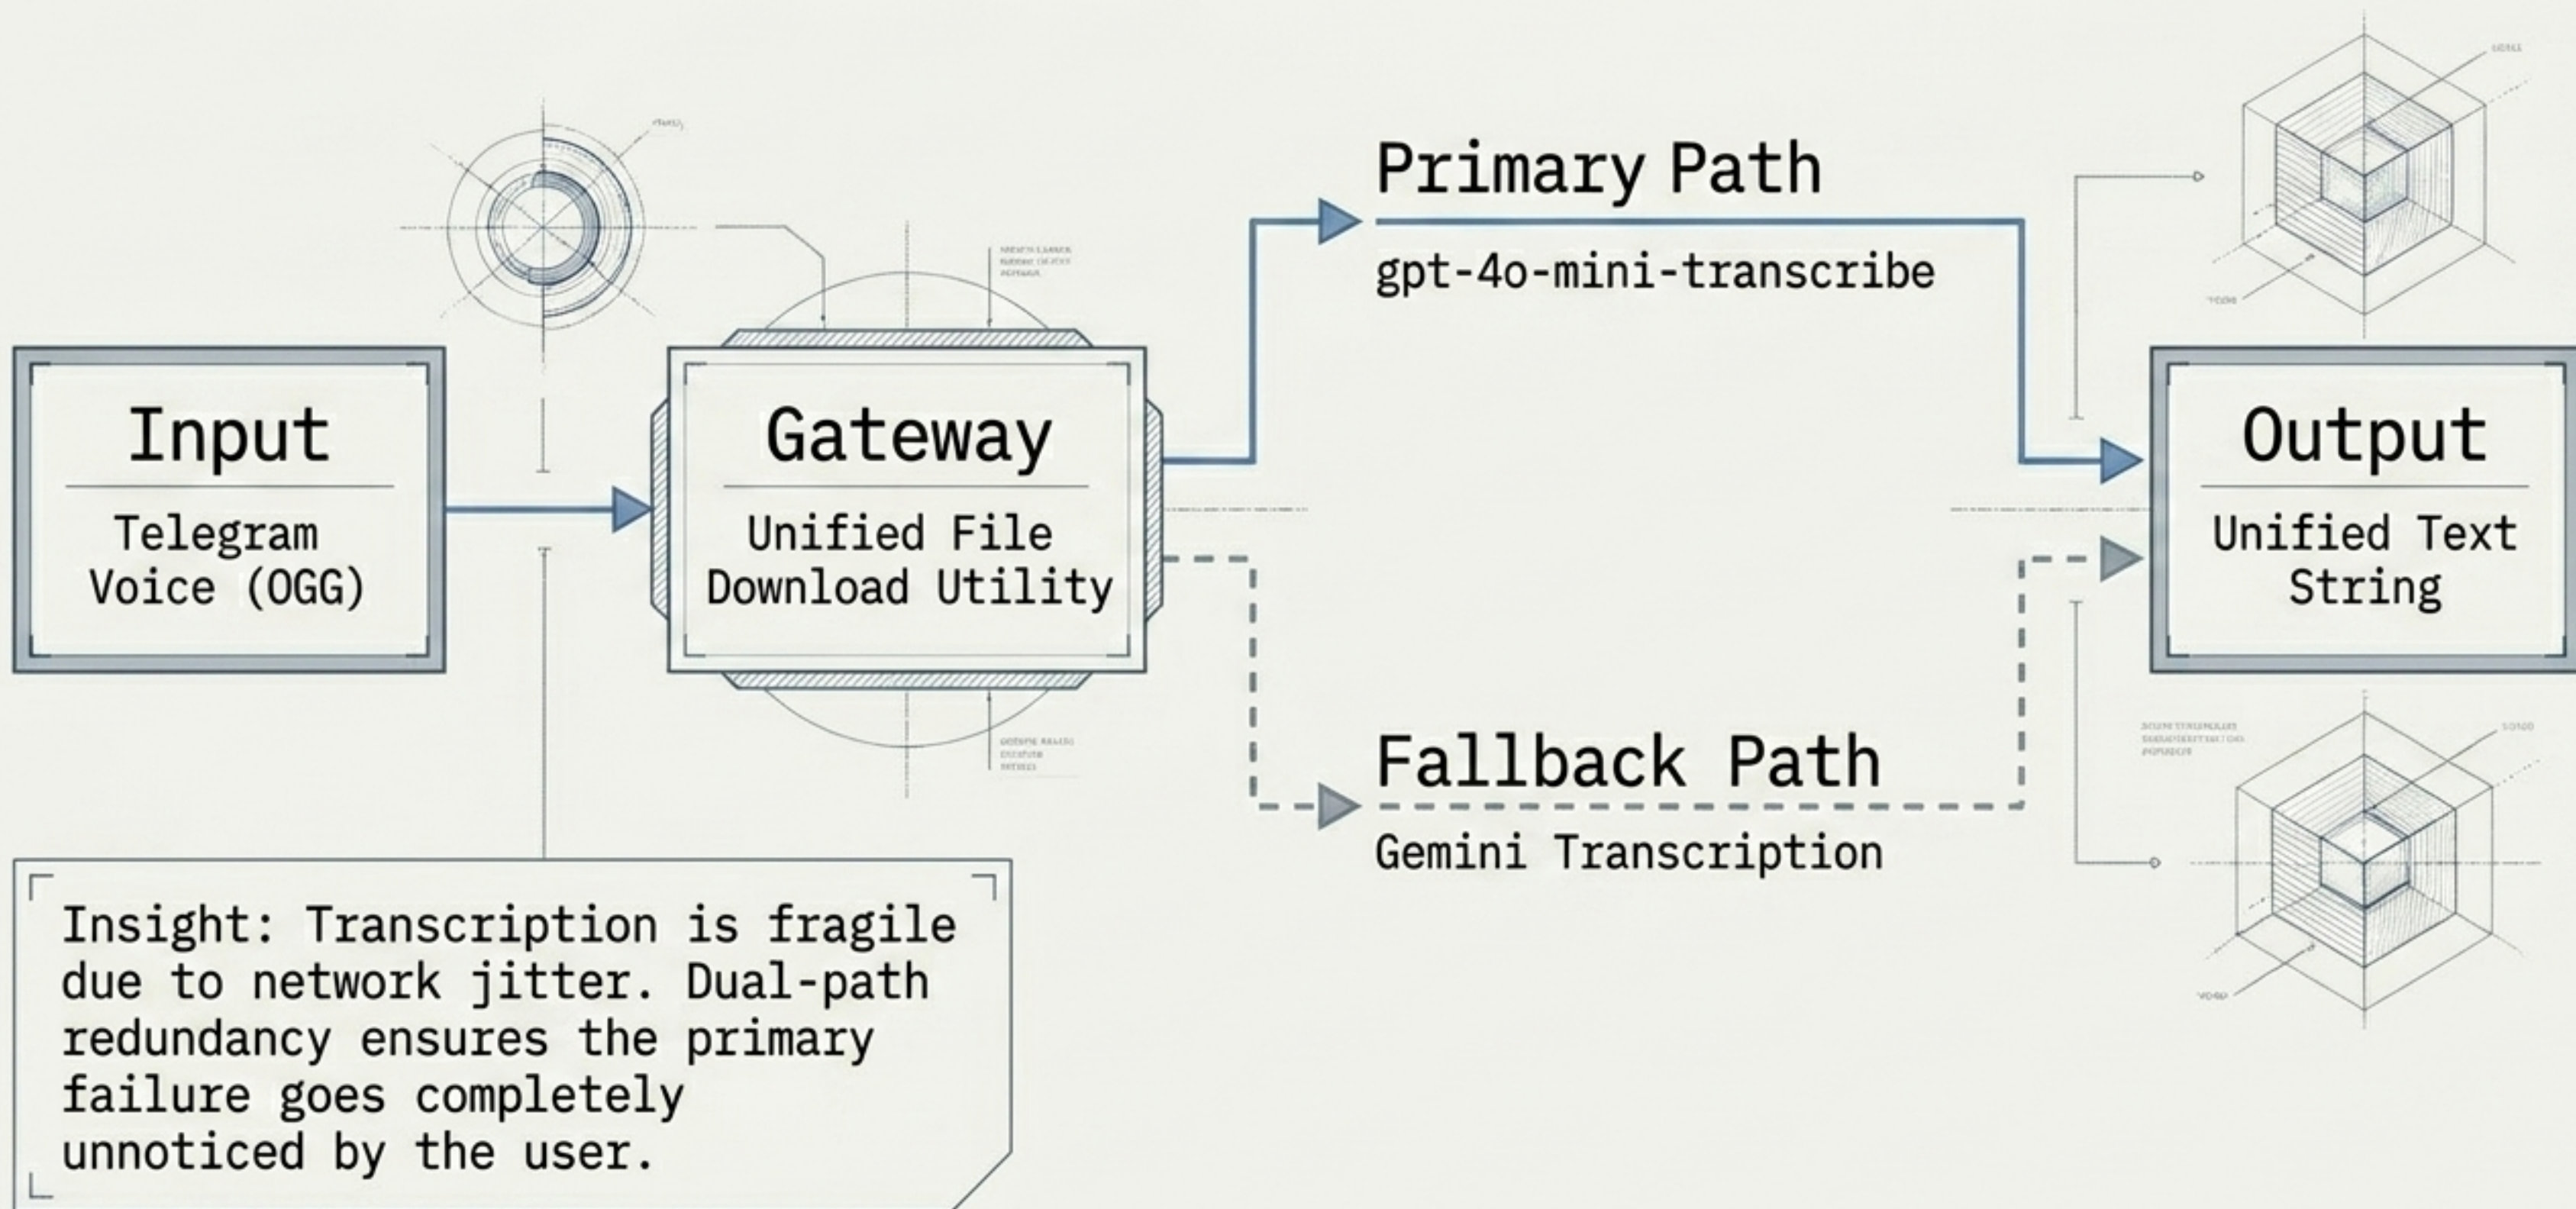 Input
Telegram
Voice (OGG)
Gateway
Unified File
Download Utility
Primary Path
gpt-4o-mini-transcribe
Fallback Path
Gemini Transcription
Output
Unified Text
String
Insight: Transcription is fragile
due to network jitter. Dual-path
redundancy ensures the primary
failure goes completely
unnoticed by the user.